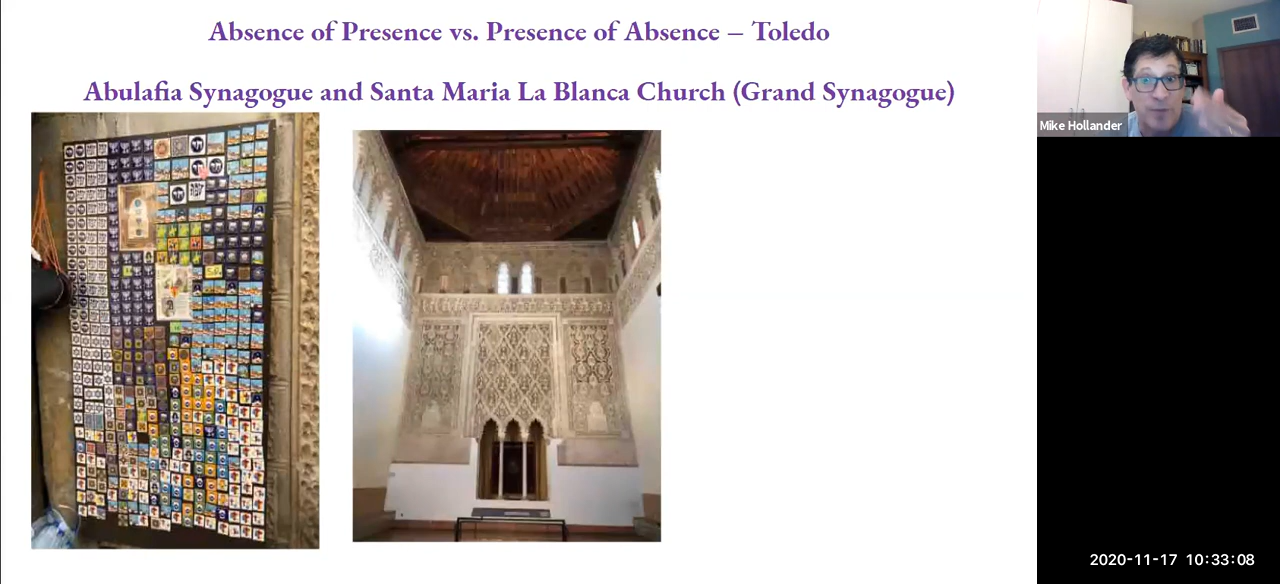 Absence of Presence vs. Presence of Absence – Toledo
Abulafia Synagogue and Santa Maria La Blanca Church (Grand Synagogue)
Mike Hollander
2020-11-17 10:33:08